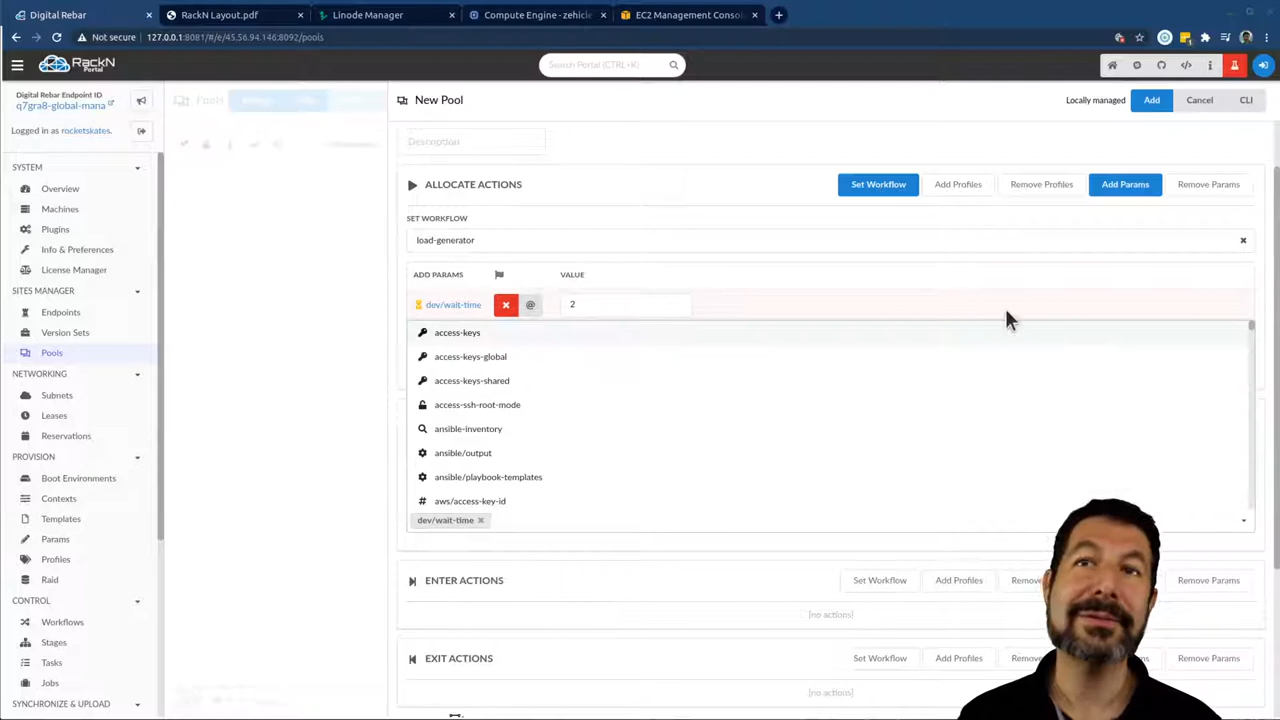 Digital Rebar
RackN Layout.pdf
Linode Manager
Compute Engine - zehicle
EC2 Management Conso
Not secure
127.0.0.1:8081/#/e/45.56.94.146:8092/pools
RackN
Portal
Search Portal (CTRL+K)
Digital Rebar Endpoint ID
q7gra8-global-mana
Logged in as rocketskates.
SYSTEM
Overview
Machines
Plugins
Info & Preferences
License Manager
SITES MANAGER
Endpoints
Version Sets
Pools
NETWORKING
Subnets
Leases
Reservations
PROVISION
Boot Environments
Contexts
Templates
Params
Profiles
Raid
CONTROL
Workflows
Stages
Tasks
Jobs
SYNCHRONIZE & UPLOAD
Pools
New Pool
Locally managed
Add
Cancel
CLI
Description
ALLOCATE ACTIONS
Set Workflow
Add Profiles
Remove Profiles
Add Params
Remove Params
SET WORKFLOW
load-generator
ADD PARAMS
VALUE
dev/wait-time
@
2
access-keys
access-keys-global
access-keys-shared
access-ssh-root-mode
ansible-inventory
ansible/output
ansible/playbook-templates
# aws/access-key-id
dev/wait-time
ENTER ACTIONS
Set Workflow
Add Profiles
Remove Params
[no actions]
EXIT ACTIONS
Set Workflow
Add Profiles
Remove Params
[no actions]